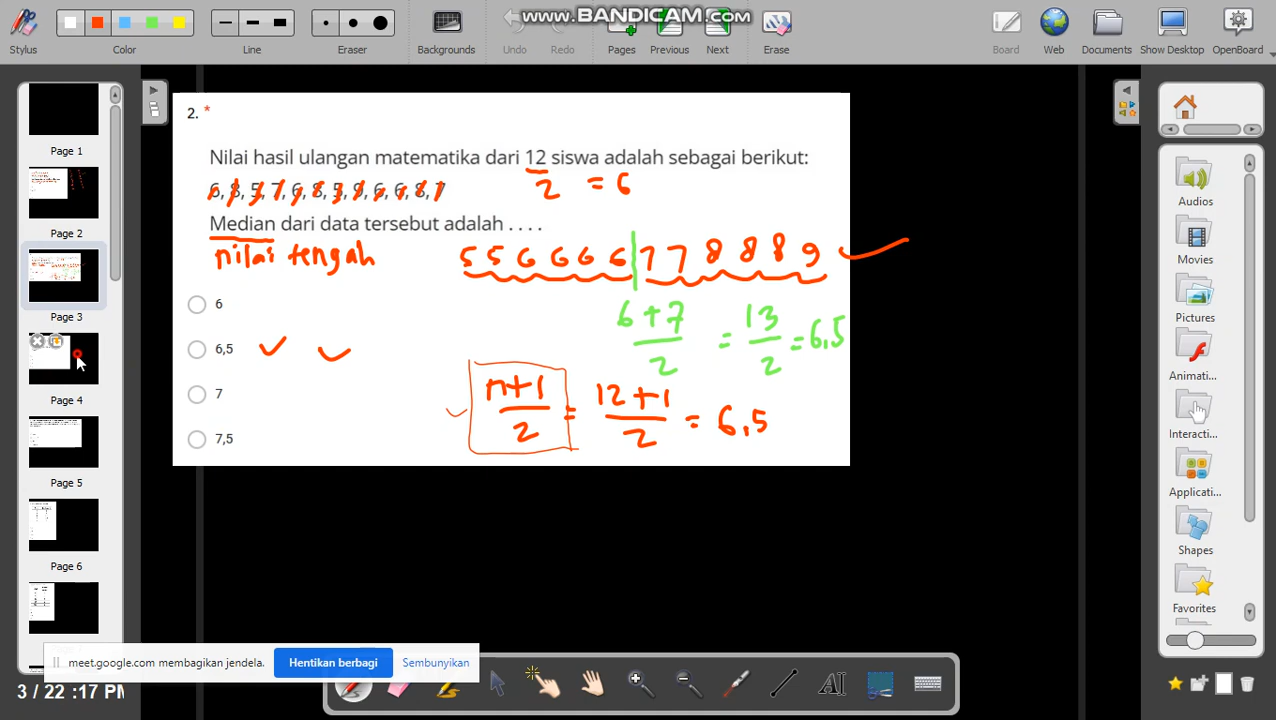 www.BANDICAM.com
Stylus
Color
Line
Eraser
Backgrounds
Undo
Redo
Pages
Previous
Next
Erase
Board
Web
Documents
Show Desktop
OpenBoard
Page 1
Page 2
Page 3
Page 4
Page 5
Page 6
2. *
Nilai hasil ulangan matematika dari 12 siswa adalah sebagai berikut:
6, 8, 5, 7, 6, 8, 5, 9, 6, 6, 8, 7
2 = 6
Median dari data tersebut adalah . . . .
nilai tengah
5 5 6 6 6 6 7 7 8 8 8 9
6
6+7 / 2 = 13 / 2 = 6,5
6,5
7
n+1 / 2 = 12+1 / 2 = 6,5
7,5
Audios
Movies
Pictures
Animati...
Interacti...
Applicati...
Shapes
Favorites
meet.google.com membagikan jendela.
Hentikan berbagi
Sembunyikan
3 / 22 :17 PM